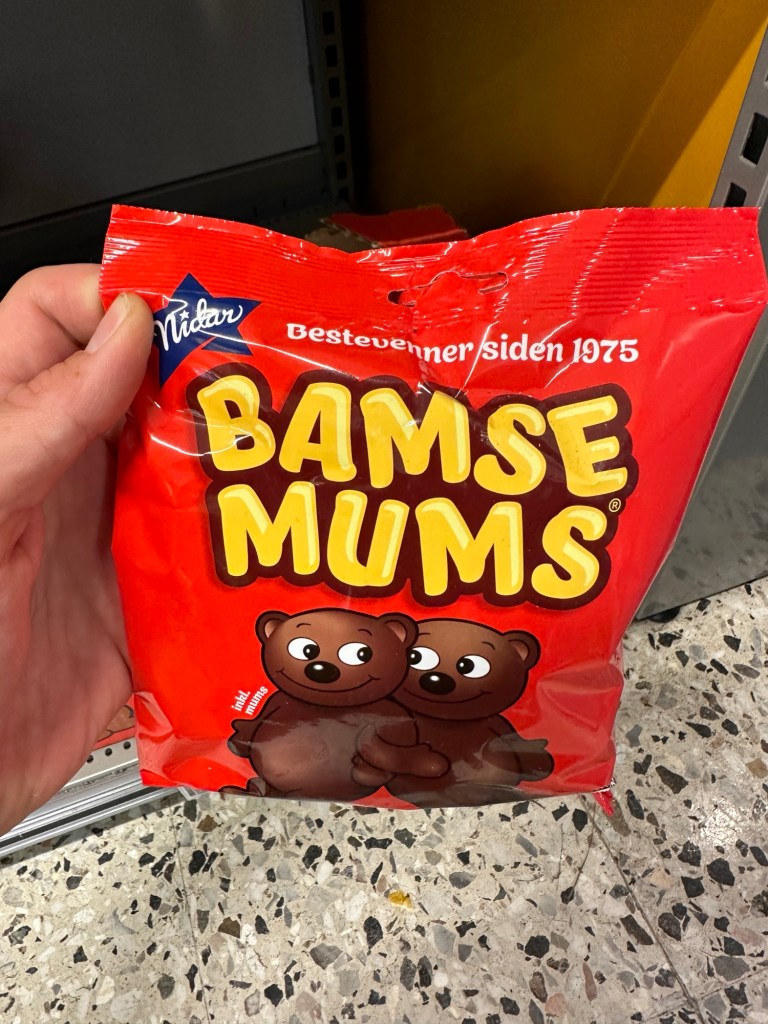 Nidar
Bestevenner siden 1975
BAMSE
MUMS®
inkl.
mums